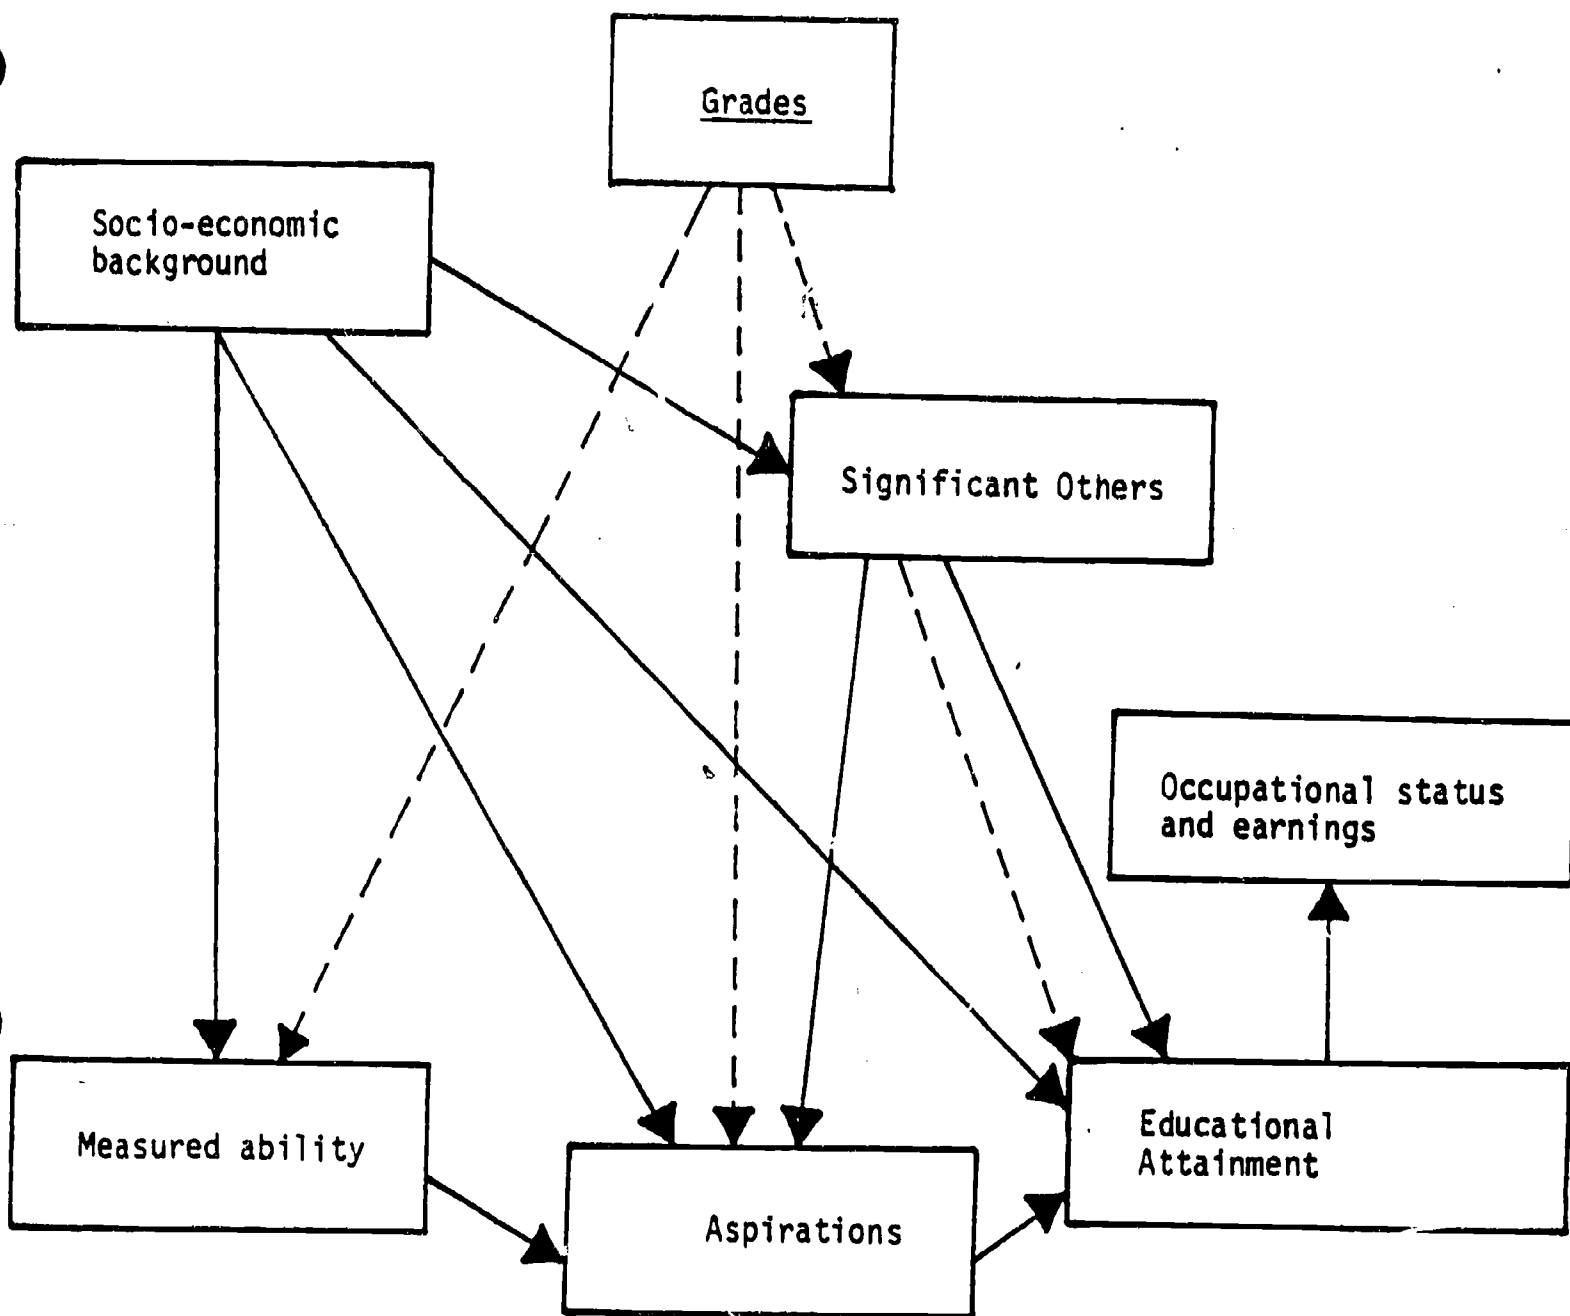 Grades
Socio-economic
background
Significant Others
Occupational status
and earnings
Educational
Attainment
Measured ability
Aspirations